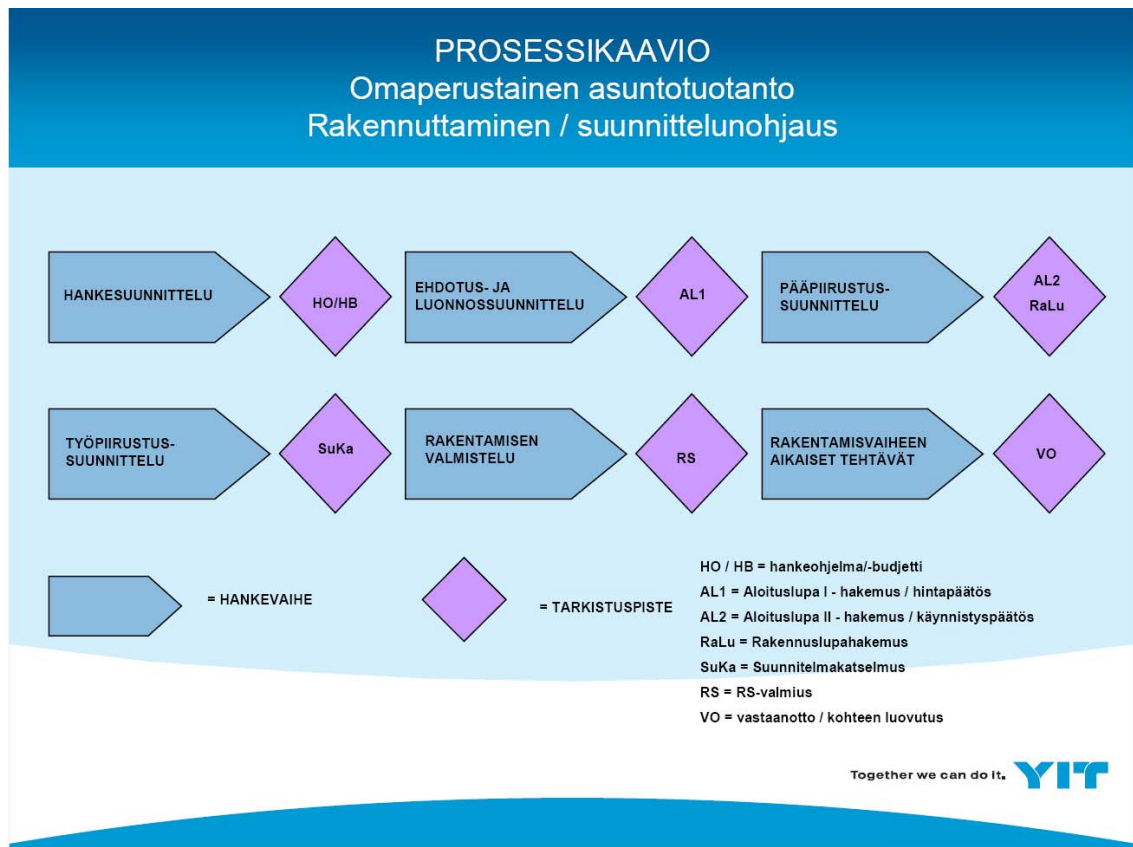 PROSESSIKAAVIO
Omaperustainen asuntotuotanto
Rakennuttaminen / suunnittelunohjaus
HANKESUUNNITTELU
HO/HB
EHDOTUS- JA
LUONNOSSUUNNITTELU
AL1
PÄÄPIIRUSTUS-
SUUNNITTELU
AL2
RaLu
TYÖPIIRUSTUS-
SUUNNITTELU
SuKa
RAKENTAMISEN
VALMISTELU
RS
RAKENTAMISVAIHEEN
AIKAISET TEHTÄVÄT
VO
= HANKEVAIHE
= TARKISTUSPISTE
HO / HB = hankeohjelma/-budjetti
AL1 = Aloituslupa I - hakemus / hintapäätös
AL2 = Aloituslupa II - hakemus / käynnistyspäätös
RaLu = Rakennuslupahakemus
SuKa = Suunnitelmakatselmus
RS = RS-valmius
VO = vastaanotto / kohteen luovutus
Together we can do it. YIT